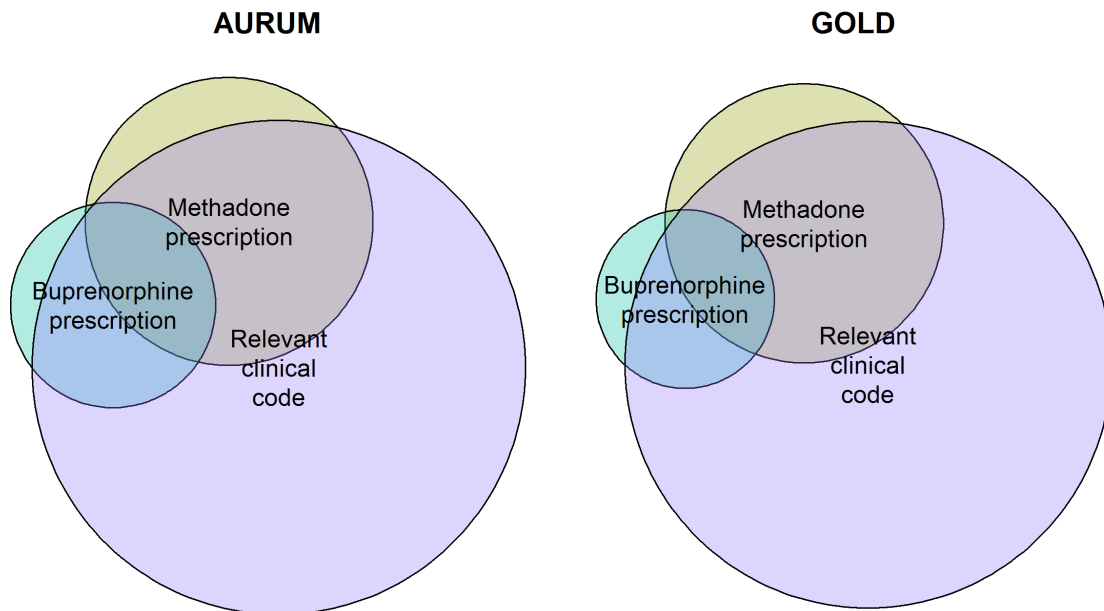 AURUM
Methadone
prescription
Buprenorphine
prescription
Relevant
clinical
code
GOLD
Methadone
prescription
Buprenorphine
prescription
Relevant
clinical
code